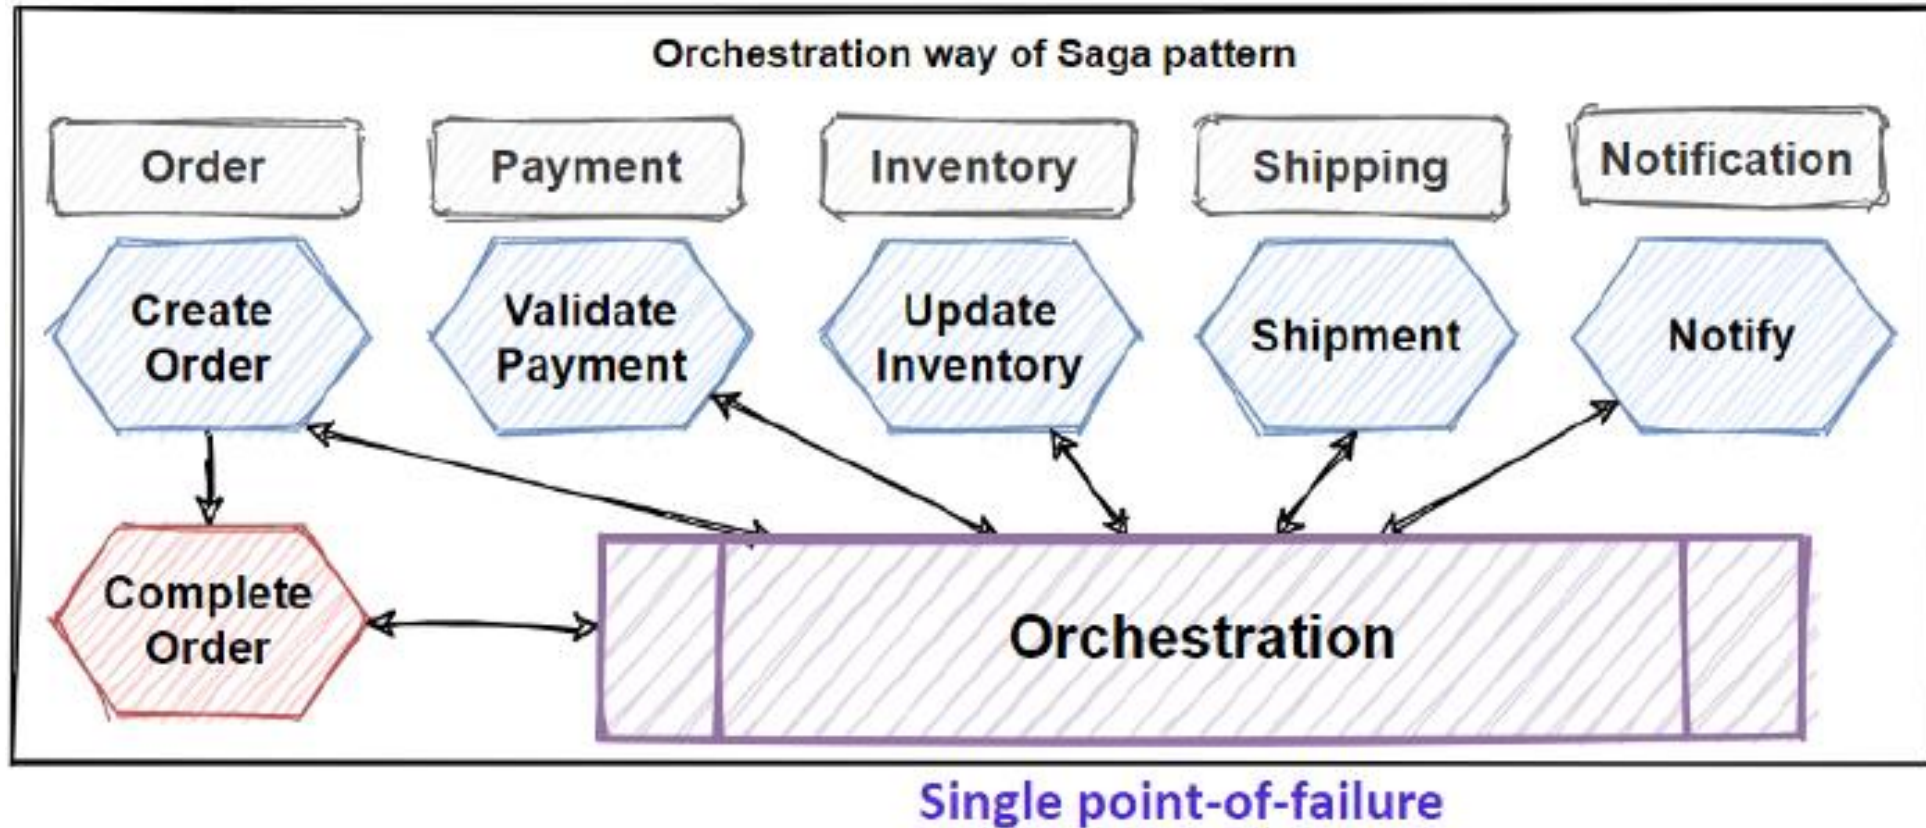 Orchestration way of Saga pattern
Order
Payment
Inventory
Shipping
Notification
Create
Order
Validate
Payment
Update
Inventory
Shipment
Notify
Complete
Order
Orchestration
Single point-of-failure